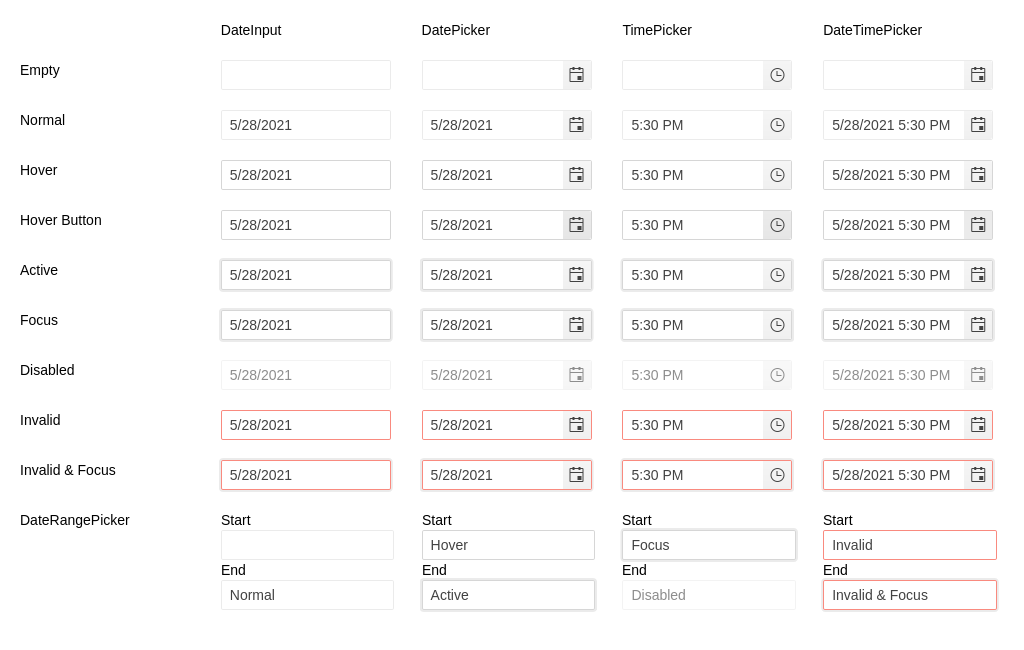 DateInput DatePicker TimePicker DateTimePicker
Empty
Normal 5/28/2021 5/28/2021 5:30 PM 5/28/2021 5:30 PM
Hover 5/28/2021 5/28/2021 5:30 PM 5/28/2021 5:30 PM
Hover Button 5/28/2021 5/28/2021 5:30 PM 5/28/2021 5:30 PM
Active 5/28/2021 5/28/2021 5:30 PM 5/28/2021 5:30 PM
Focus 5/28/2021 5/28/2021 5:30 PM 5/28/2021 5:30 PM
Disabled 5/28/2021 5/28/2021 5:30 PM 5/28/2021 5:30 PM
Invalid 5/28/2021 5/28/2021 5:30 PM 5/28/2021 5:30 PM
Invalid & Focus 5/28/2021 5/28/2021 5:30 PM 5/28/2021 5:30 PM
DateRangePicker Start Start Start Start
Hover Focus Invalid
End End End End
Normal Active Disabled Invalid & Focus